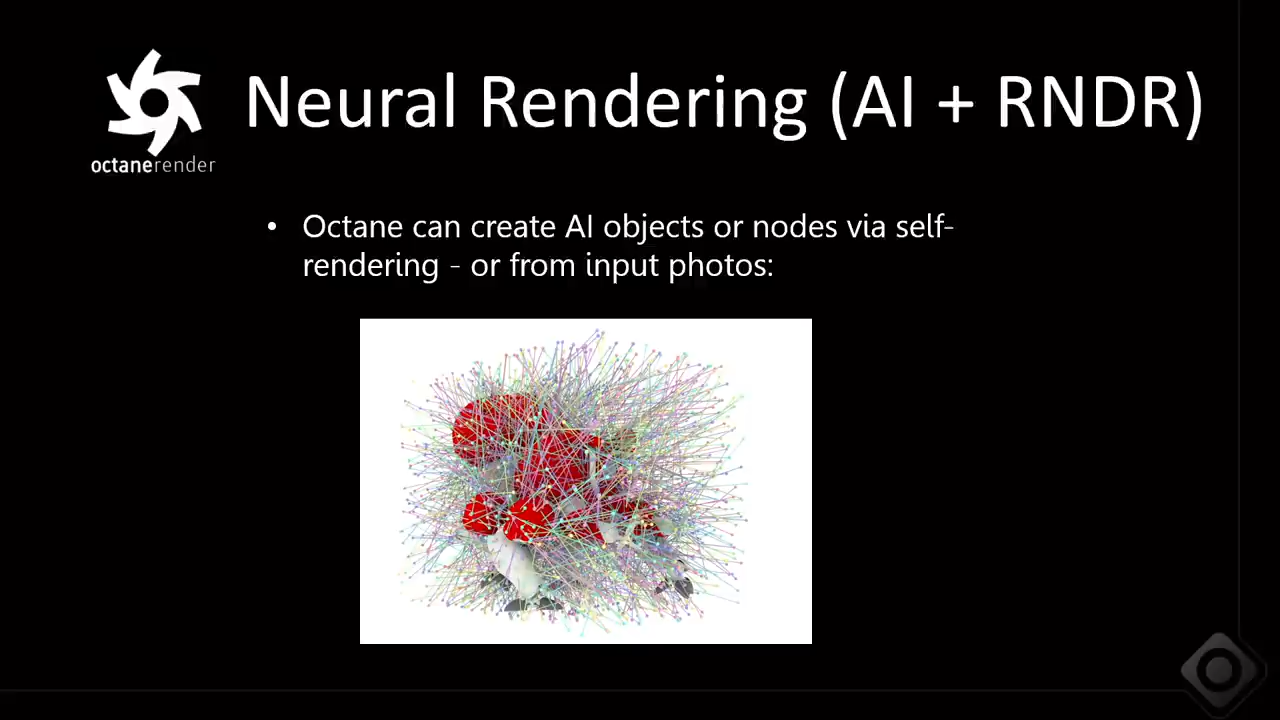 Neural Rendering (AI + RNDR)
octanerender
• Octane can create AI objects or nodes via self-
rendering - or from input photos: